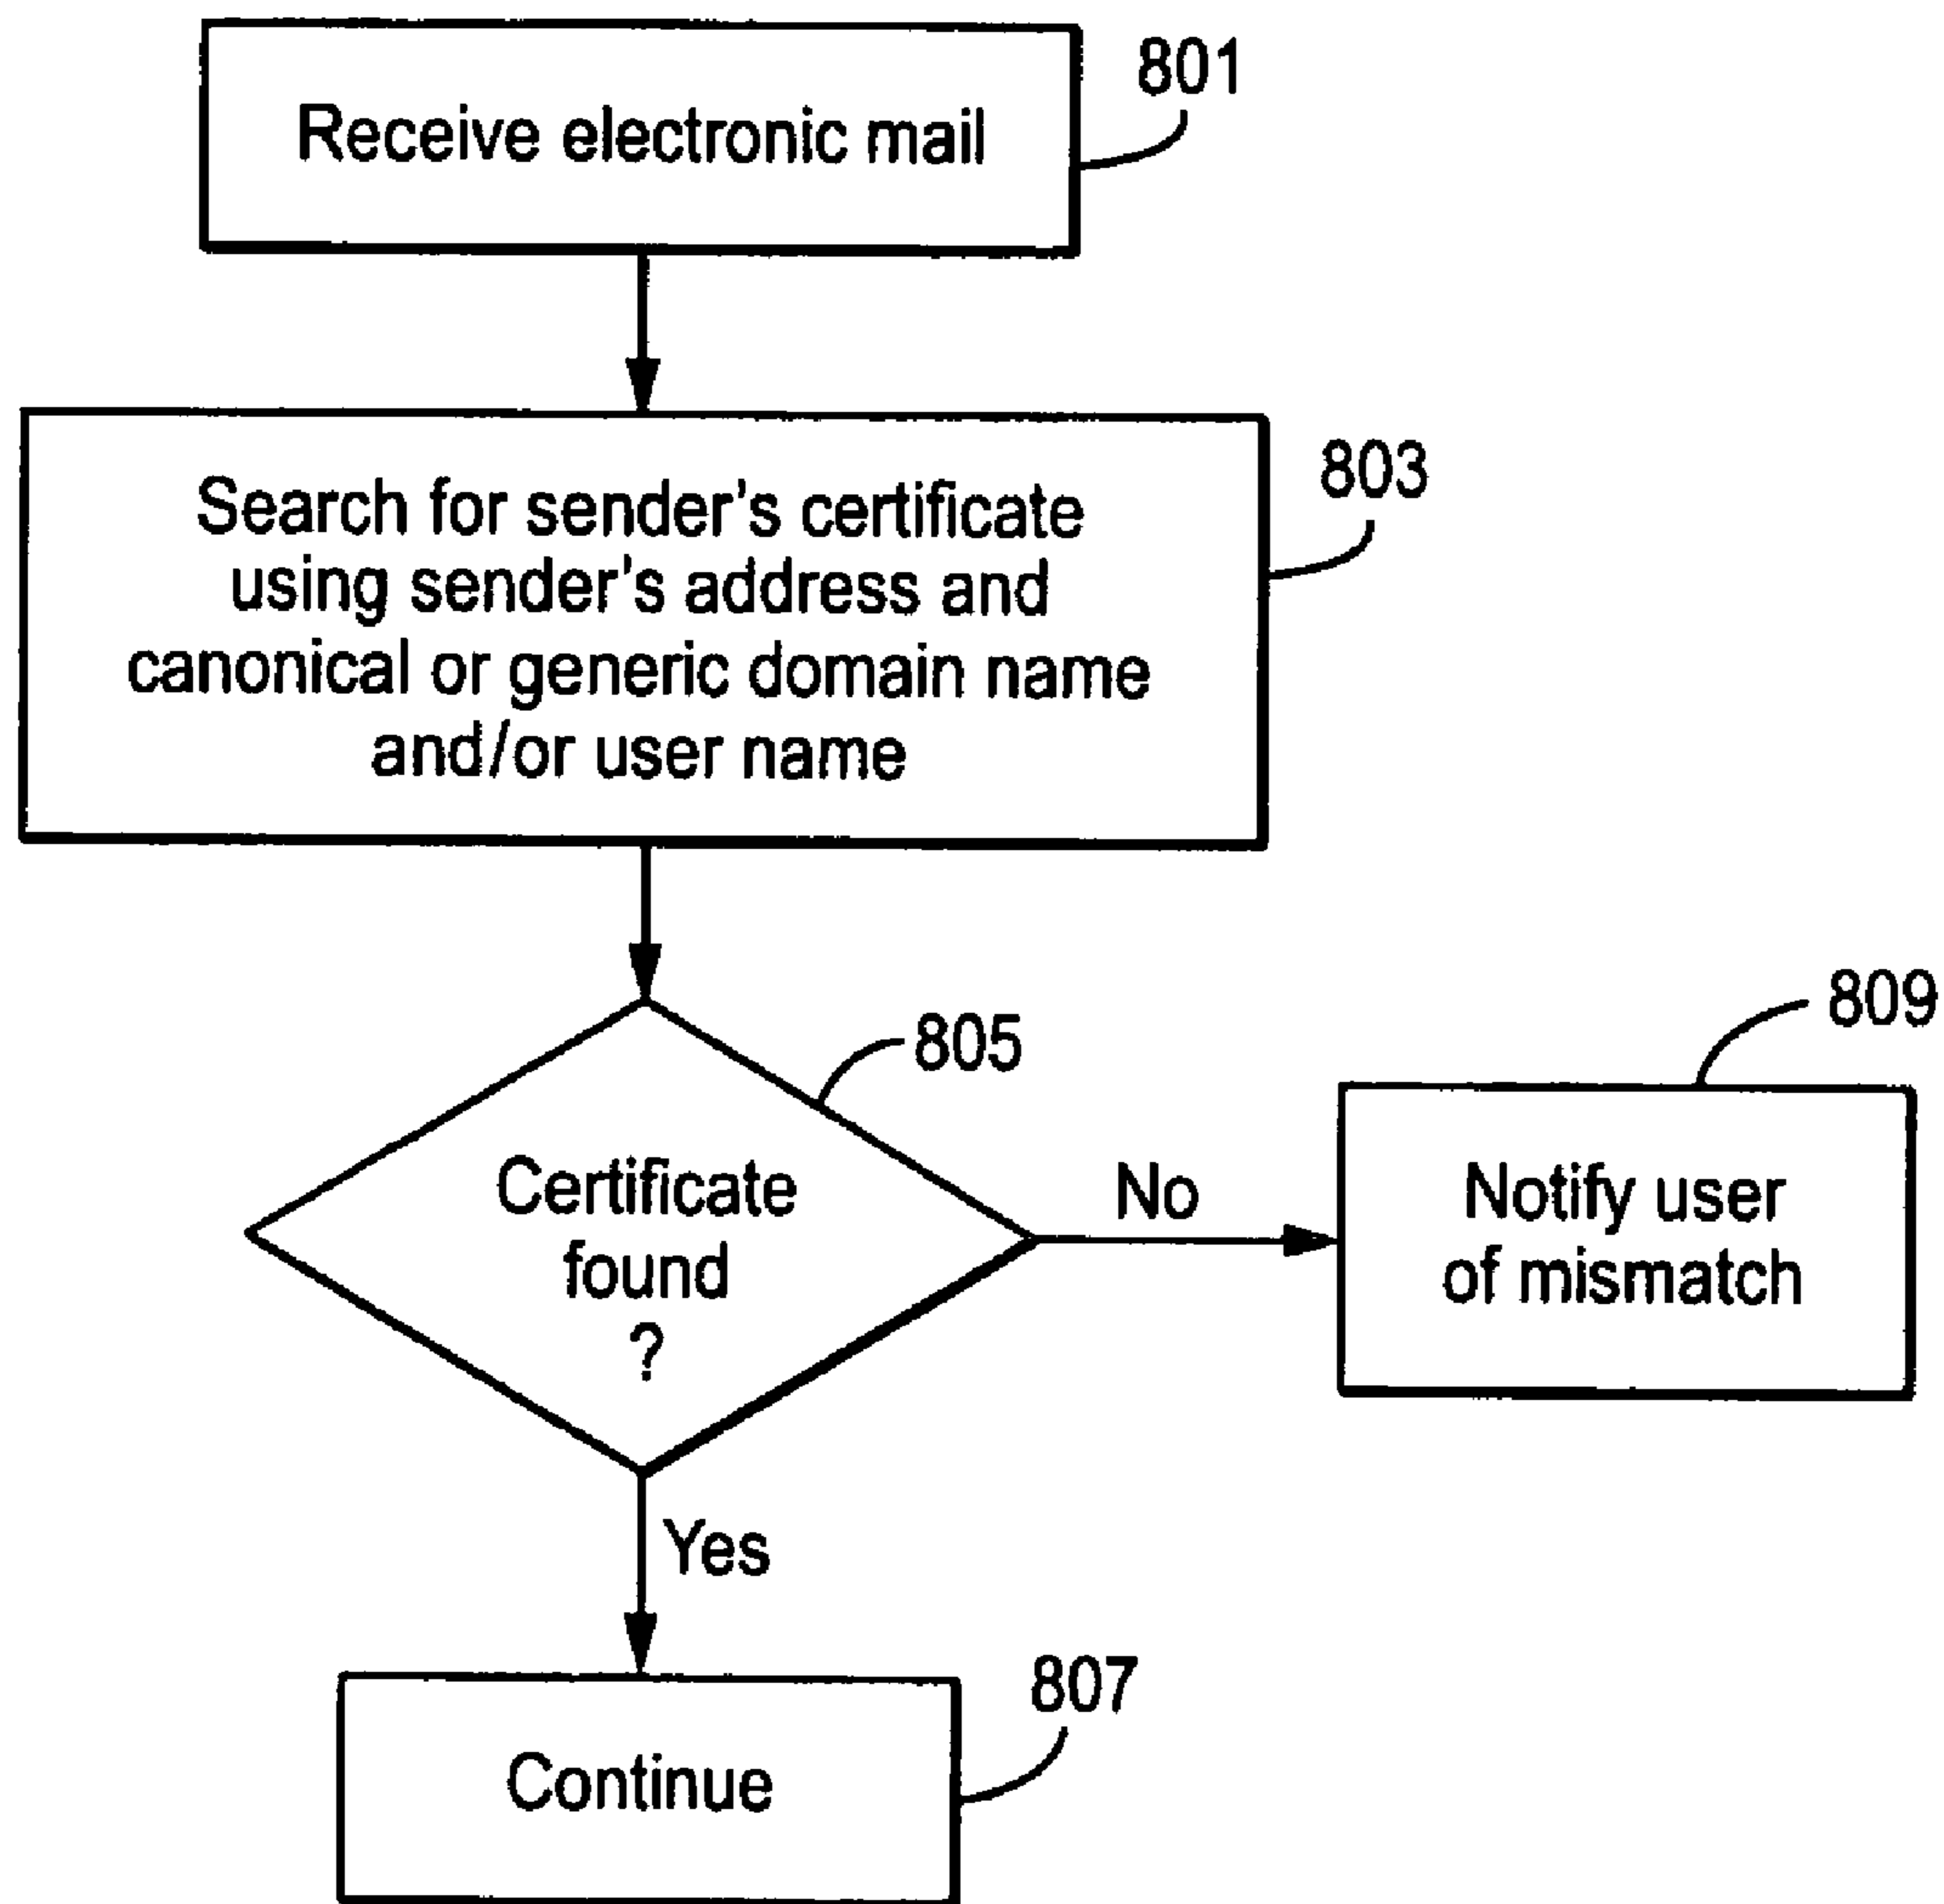 801
Receive electronic mail
803
Search for sender's certificate
using sender's address and
canonical or generic domain name
and/or user name
805
809
Certificate
found
?
No
Notify user
of mismatch
Yes
807
Continue